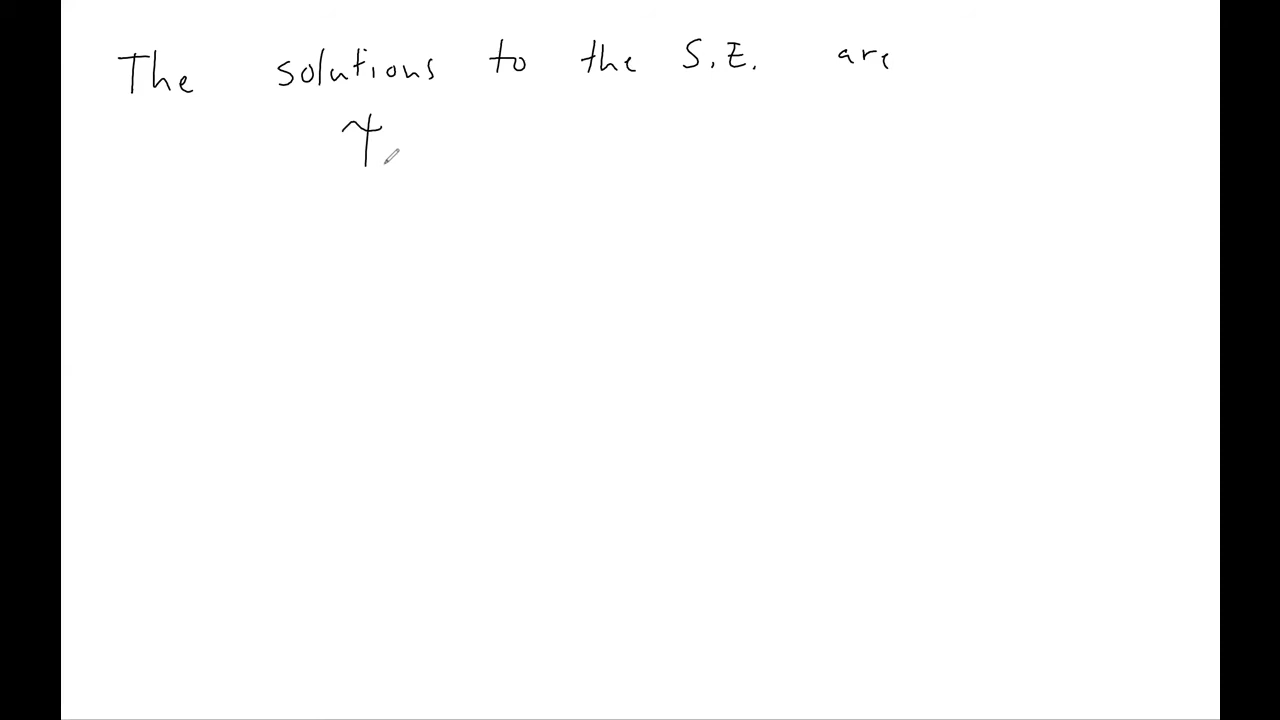 The solutions to the S.E. are
ψ